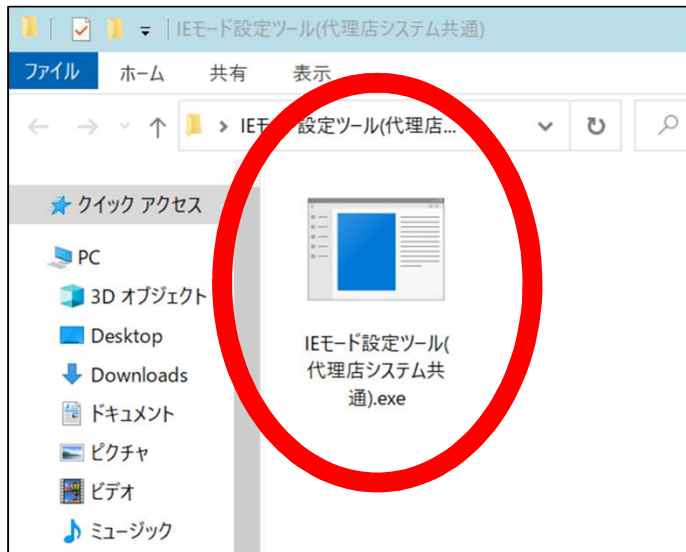 IEモード設定ツール(代理店システム共通)
ファイル ホーム 共有 表示
IEモード設定ツール(代理店...
クイック アクセス
PC
3D オブジェクト
Desktop
Downloads
ドキュメント
ピクチャ
ビデオ
ミュージック
IEモード設定ツール(
代理店システム共
通).exe